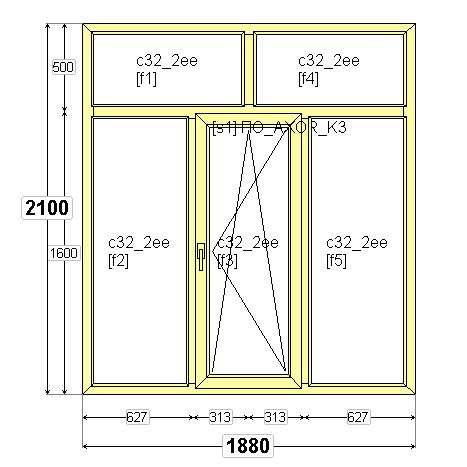 c32_2ee
[f1]
c32_2ee
[f4]
500
[s1] ПО_AXOR_K3
2100
1600
c32_2ee
[f2]
c32_2ee
[f3]
c32_2ee
[f5]
627
313
313
627
1880